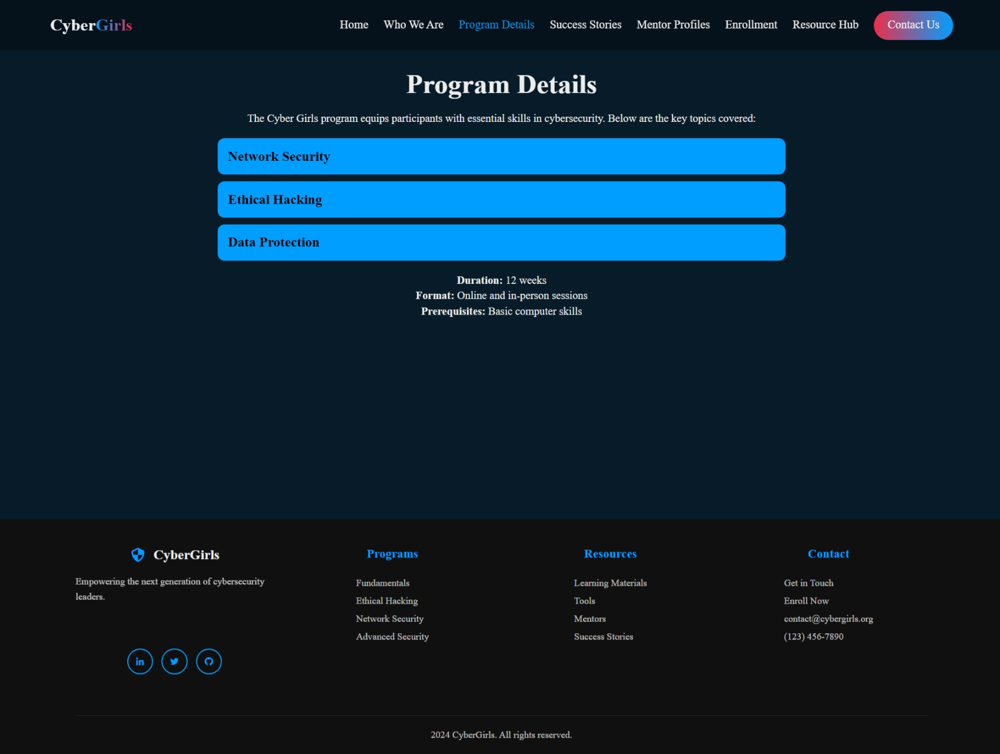 CyberGirls
Home Who We Are Program Details Success Stories Mentor Profiles Enrollment Resource Hub Contact Us
Program Details
The Cyber Girls program equips participants with essential skills in cybersecurity. Below are the key topics covered:
Network Security
Ethical Hacking
Data Protection
Duration: 12 weeks
Format: Online and in-person sessions
Prerequisites: Basic computer skills
CyberGirls
Empowering the next generation of cybersecurity
leaders.
Programs
Fundamentals
Ethical Hacking
Network Security
Advanced Security
Resources
Learning Materials
Tools
Mentors
Success Stories
Contact
Get in Touch
Enroll Now
contact@cybergirls.org
(123) 456-7890
2024 CyberGirls. All rights reserved.